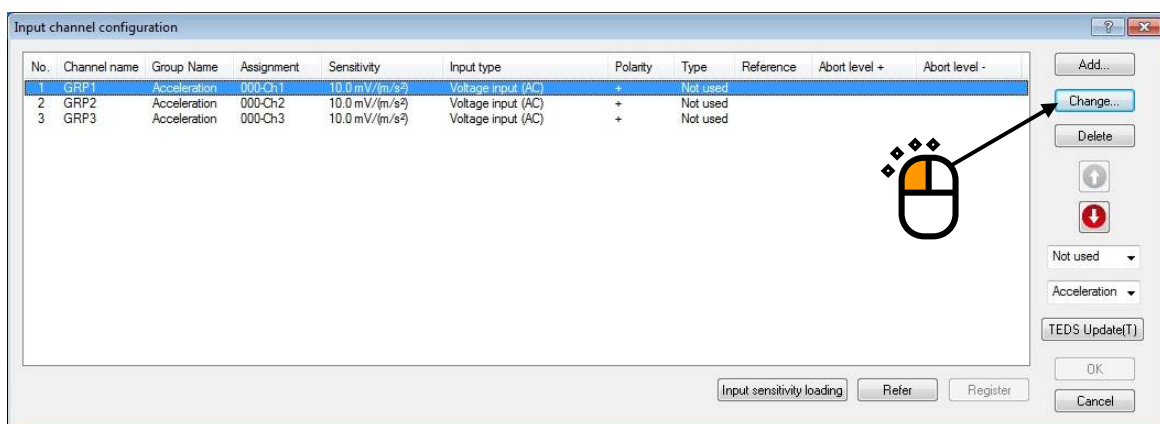 Input channel configuration
No. Channel name Group Name Assignment Sensitivity Input type Polarity Type Reference Abort level + Abort level -
1 GRP1 Acceleration 000-Ch1 10.0 mV/(m/s²) Voltage input (AC) + Not used
2 GRP2 Acceleration 000-Ch2 10.0 mV/(m/s²) Voltage input (AC) + Not used
3 GRP3 Acceleration 000-Ch3 10.0 mV/(m/s²) Voltage input (AC) + Not used
Add...
Change...
Delete
Not used
Acceleration
TEDS Update(T)
Input sensitivity loading Refer Register
OK
Cancel